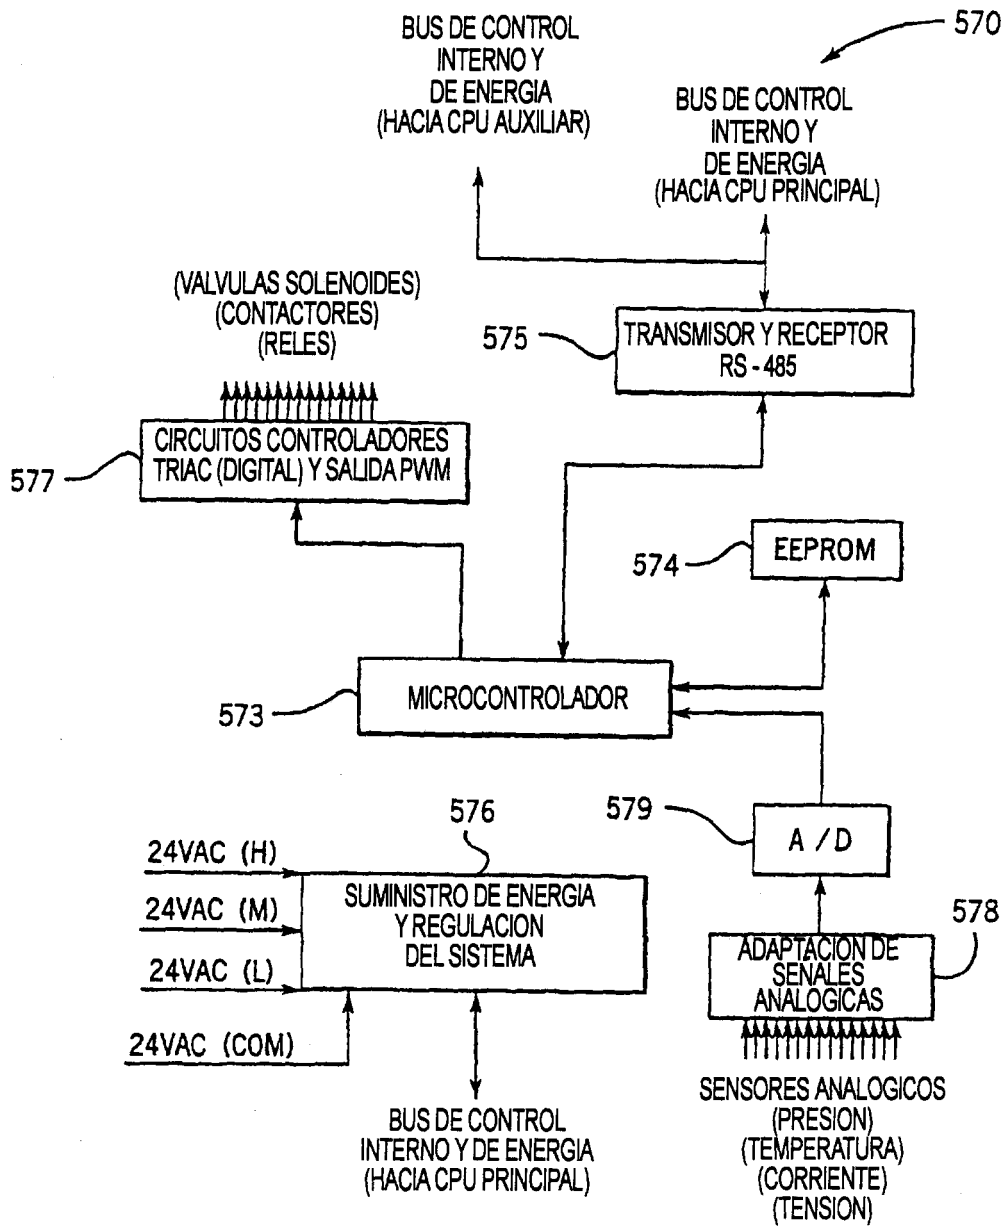 570
BUS DE CONTROL
INTERNO Y
DE ENERGIA
(HACIA CPU AUXILIAR)
BUS DE CONTROL
INTERNO Y
DE ENERGÍA
(HACIA CPU PRINCIPAL)
(VALVULAS SOLENOIDES)
(CONTACTORES)
(RELES)
575
TRANSMISOR Y RECEPTOR
RS - 485
577
CIRCUITOS CONTROLADORES
TRIAC (DIGITAL) Y SALIDA PWM
574
EEPROM
573
MICROCONTROLADOR
579
A / D
576
24VAC (H)
24VAC (M)
24VAC (L)
24VAC (COM)
SUMINISTRO DE ENERGÍA
Y REGULACION
DEL SISTEMA
578
ADAPTACION DE
SEÑALES
ANALOGICAS
BUS DE CONTROL
INTERNO Y DE ENERGIA
(HACIA CPU PRINCIPAL)
SENSORES ANALOGICOS
(PRESION)
(TEMPERATURA)
(CORRIENTE)
(TENSION)